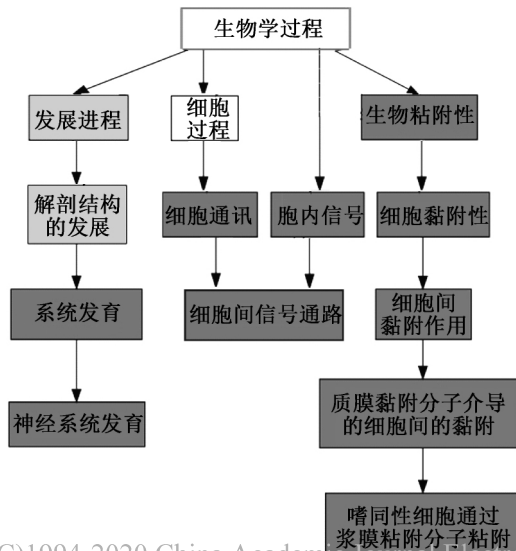 生物学过程
发展进程
细胞
过程
生物粘附性
解剖结构
的发展
细胞通讯
胞内信号
细胞黏附性
系统发育
细胞间信号通路
细胞间
黏附作用
神经系统发育
质膜黏附分子介导
的细胞间的黏附
嗜同性细胞通过
浆膜粘附分子粘附
C)1994-2020 China Academic